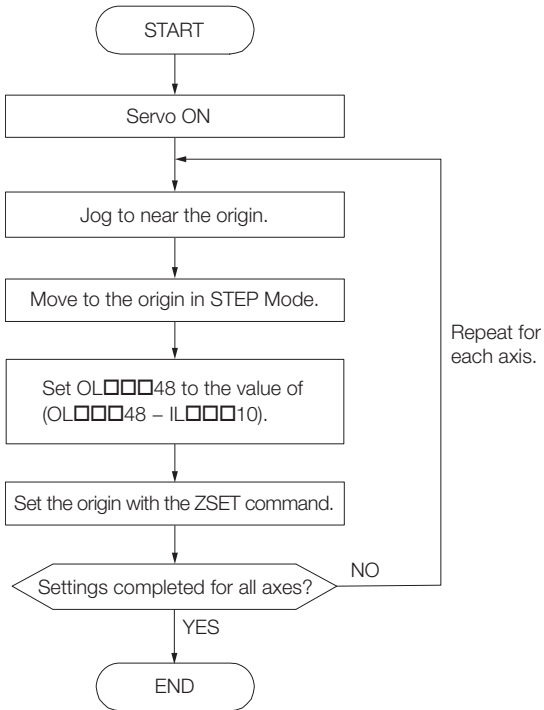 START
Servo ON
Jog to near the origin.
Move to the origin in STEP Mode.
Repeat for
each axis.
Set OL□□□48 to the value of
(OL□□□48 – IL□□□10).
Set the origin with the ZSET command.
Settings completed for all axes?
NO
YES
END